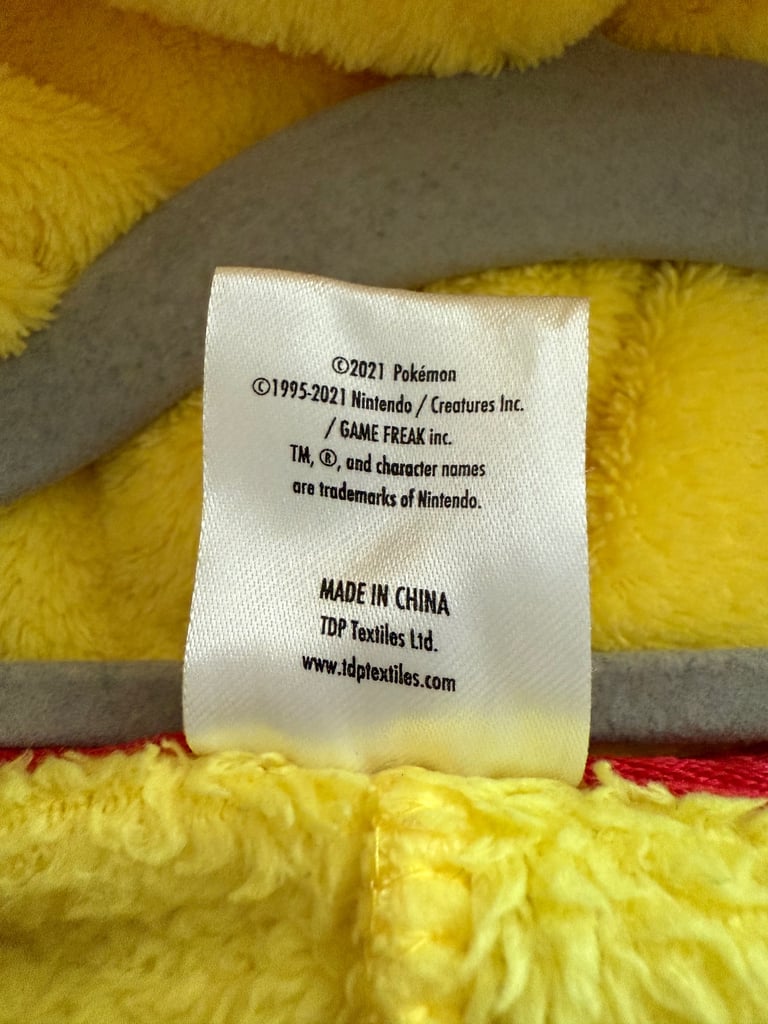 ©2021 Pokémon
©1995-2021 Nintendo / Creatures Inc.
/ GAME FREAK inc.
TM, ®, and character names
are trademarks of Nintendo.
MADE IN CHINA
TDP Textiles Ltd.
www.tdptextiles.com